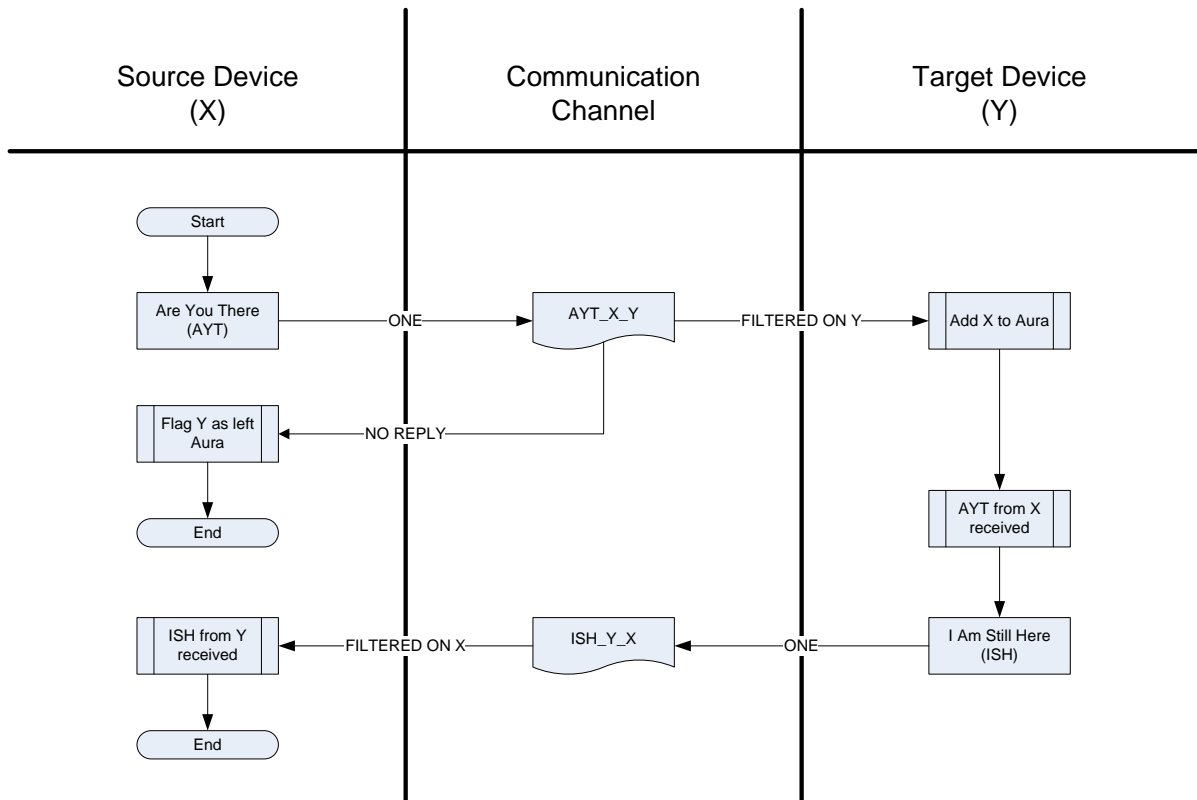 Source Device
(X)
Communication
Channel
Target Device
(Y)
Start
Are You There
(AYT)
ONE
AYT_X_Y
FILTERED ON Y
Add X to Aura
Flag Y as left
Aura
NO REPLY
End
AYT from X
received
ISH from Y
received
FILTERED ON X
ISH_Y_X
ONE
I Am Still Here
(ISH)
End